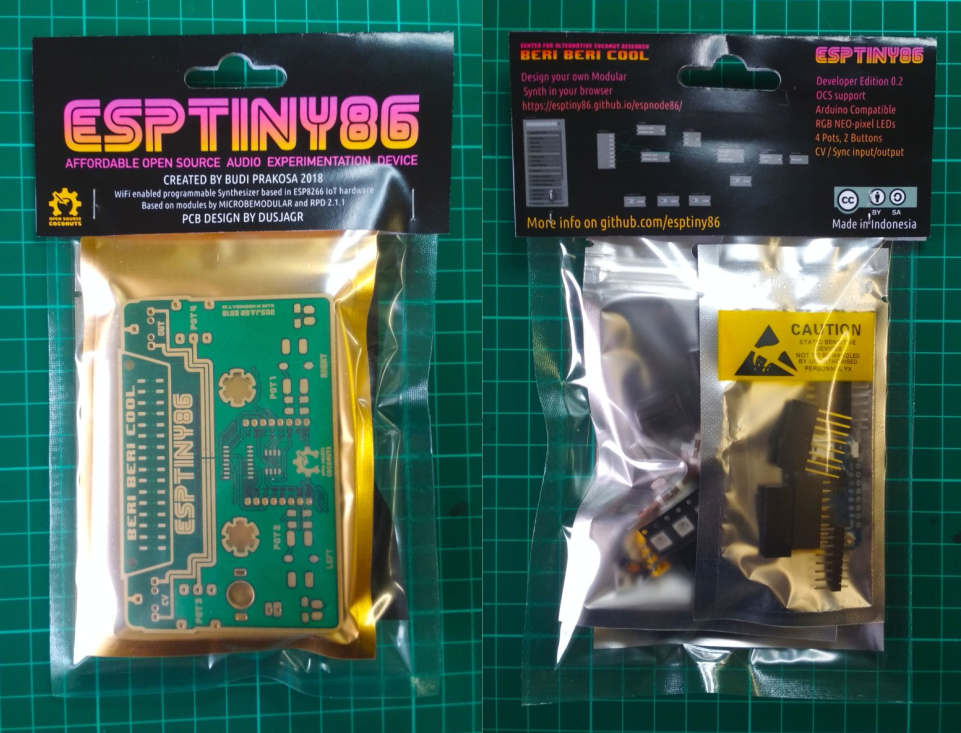 ESPTINY86
AFFORDABLE OPEN SOURCE AUDIO EXPERIMENTATION DEVICE
CREATED BY BUDI PRAKOSA 2018
WiFi enabled programmable Synthesizer based in ESP8266 IoT hardware
Based on modules by MICROBEMODULAR and RPD 2.1.1
PCB DESIGN BY DUSJAGR
OPEN SOURCE
COCONUTS
OUT
POT 4
POT 1
RIGHT
BERI BERI COOL
ESPTINY86
POT 2
LEFT
CV
POT 3
CENTER FOR ALTERNATIVE COCONUT RESEARCH
BERI BERI COOL
Design your own Modular
Synth in your browser
https://esptiny86.github.io/espnode86/
More info on github.com/esptiny86
ESPTINY86
Developer Edition 0.2
OCS support
Arduino Compatible
RGB NEO-pixel LEDs
4 Pots, 2 Buttons
CV / Sync input/output
cc
BY SA
Made in Indonesia
CAUTION
STATIC SENSITIVE
NOT TO BE HANDLED
PERSONNEL